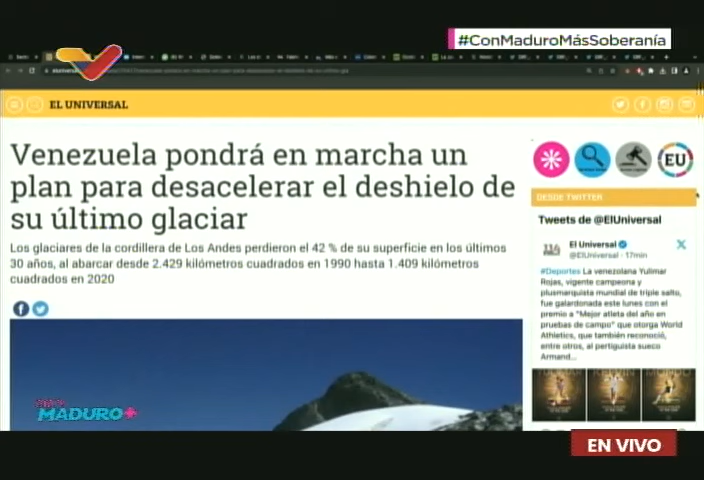 #ConMaduroMásSoberanía
EL UNIVERSAL
Venezuela pondrá en marcha un
plan para desacelerar el deshielo de
su último glaciar
Los glaciares de la cordillera de Los Andes perdieron el 42 % de su superficie en los últimos
30 años, al abarcar desde 2.429 kilómetros cuadrados en 1990 hasta 1.409 kilómetros
cuadrados en 2020
EU
DESDE TWITTER
Tweets de @ElUniversal
El Universal
@ElUniversal · 17min
#Deportes La venezolana Yulimar
Rojas, vigente campeona y
plusmarquista mundial de triple salto,
fue galardonada este lunes con el
premio a "Mejor atleta del año en
pruebas de campo" que otorga World
Athletics, que también reconoció,
entre otros, al pertiguista sueco
Armand...
MADURO+
EN VIVO